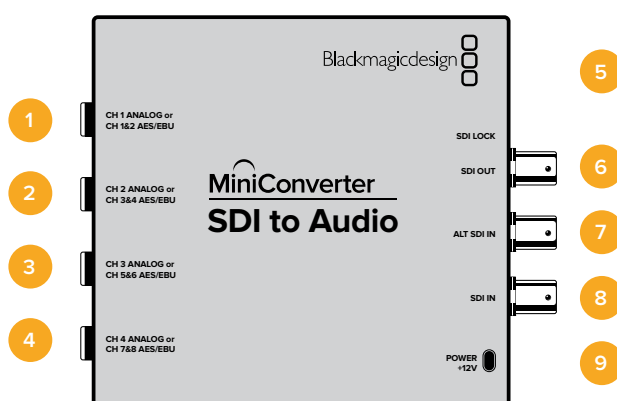 Blackmagicdesign
1
CH 1 ANALOG or
CH 1&2 AES/EBU
5
SDI LOCK
6
SDI OUT
2
CH 2 ANALOG or
CH 3&4 AES/EBU
MiniConverter
SDI to Audio
7
ALT SDI IN
3
CH 3 ANALOG or
CH 5&6 AES/EBU
8
SDI IN
4
CH 4 ANALOG or
CH 7&8 AES/EBU
9
POWER
+12V